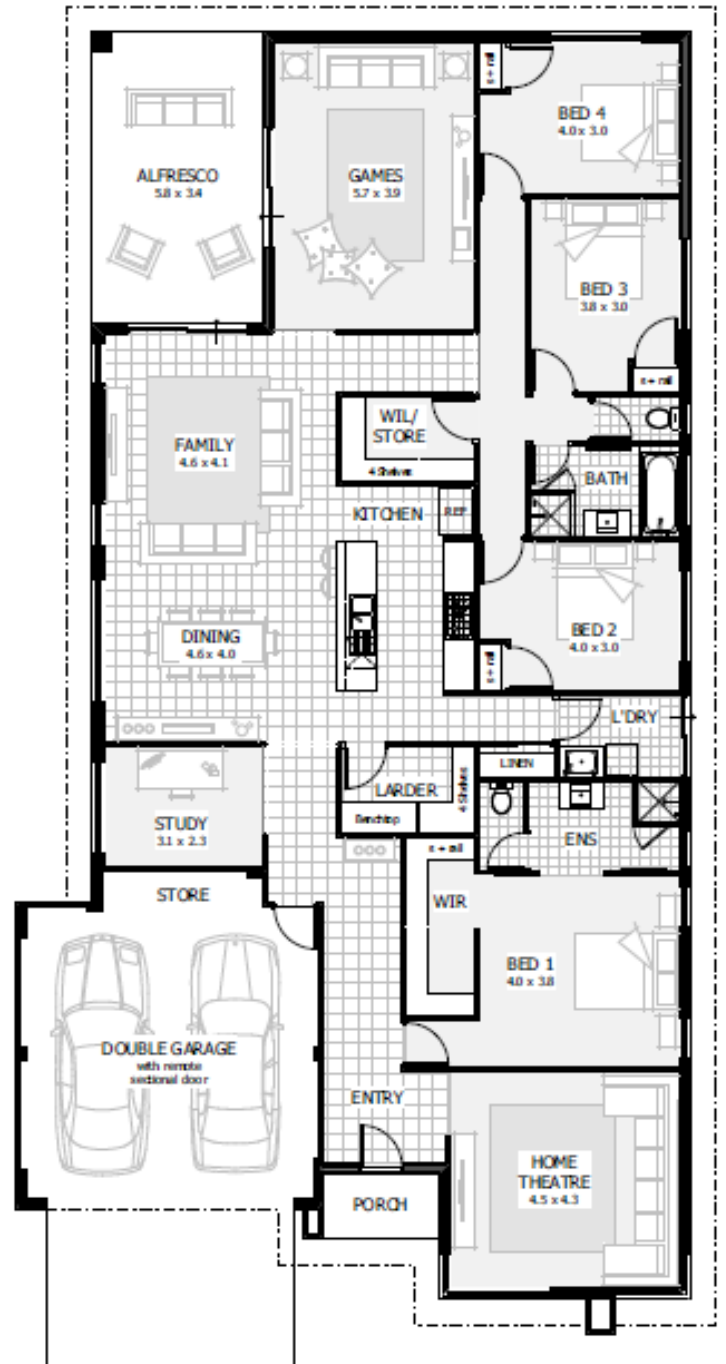 s + rail
BED 4
4.0 x 3.0
ALFRESCO
5.8 x 3.4
GAMES
5.7 x 3.9
BED 3
3.8 x 3.0
s + rail
WIL/
STORE
4 Shelves
FAMILY
4.6 x 4.1
BATH
KITCHEN
REF
DINING
4.6 x 4.0
BED 2
4.0 x 3.0
s + rail
L'DRY
LINEN
LARDER
4 Shelves
Benchtop
STUDY
3.1 x 2.3
ENS
s + rail
STORE
WIR
BED 1
4.0 x 3.8
DOUBLE GARAGE
with remote
sectional door
ENTRY
HOME
THEATRE
4.5 x 4.3
PORCH